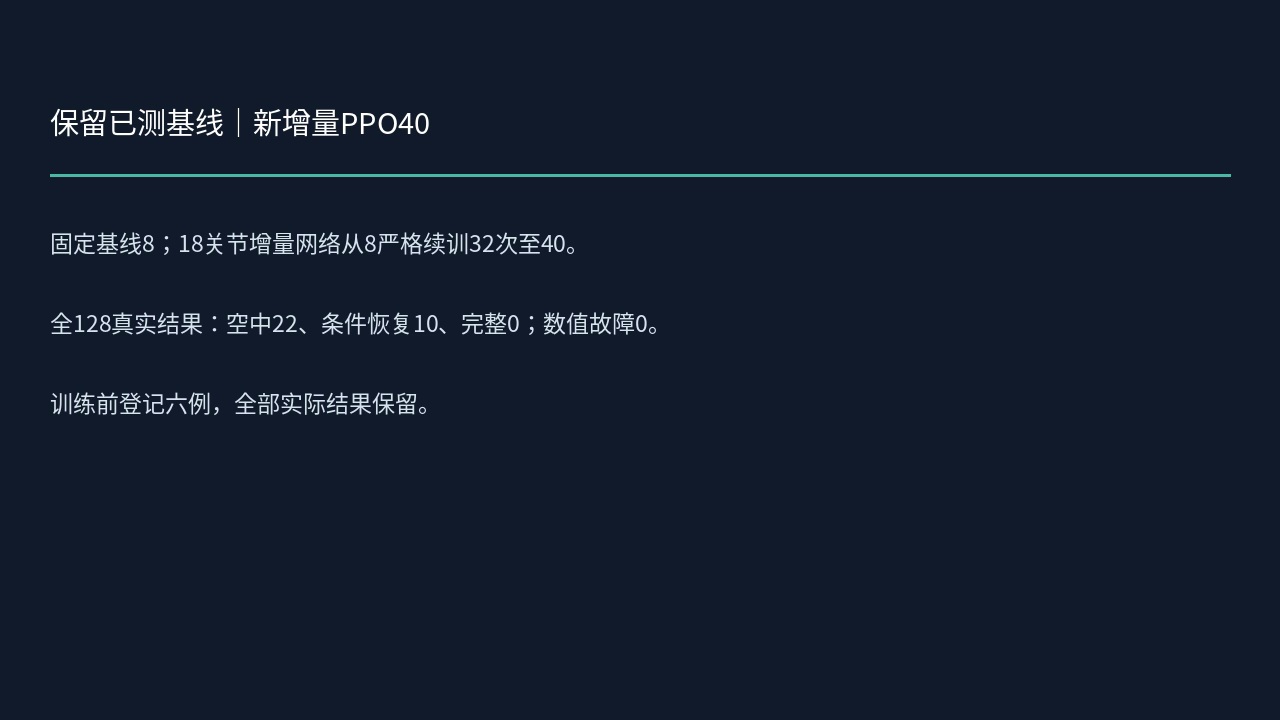 保留已测基线｜新增量PPO40
固定基线8；18关节增量网络从8严格续训32次至40。
全128真实结果：空中22、条件恢复10、完整0；数值故障0。
训练前登记六例，全部实际结果保留。